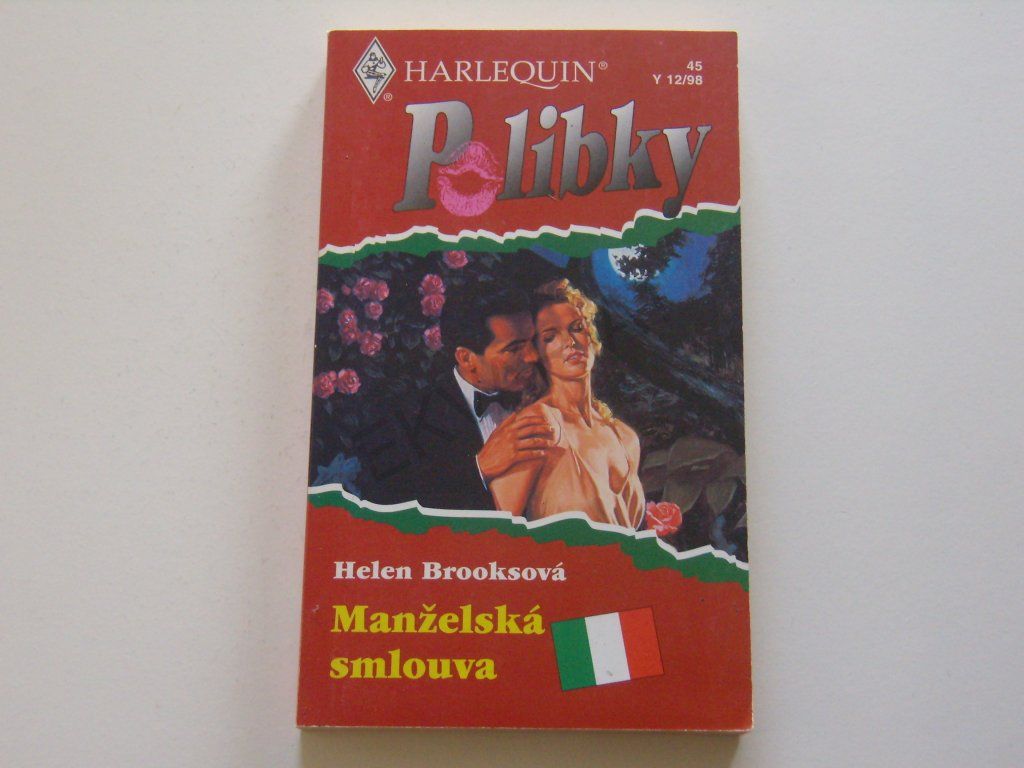 HARLEQUIN®
45
Y 12/98
Polibky
®
Helen Brooksová
Manželská
smlouva